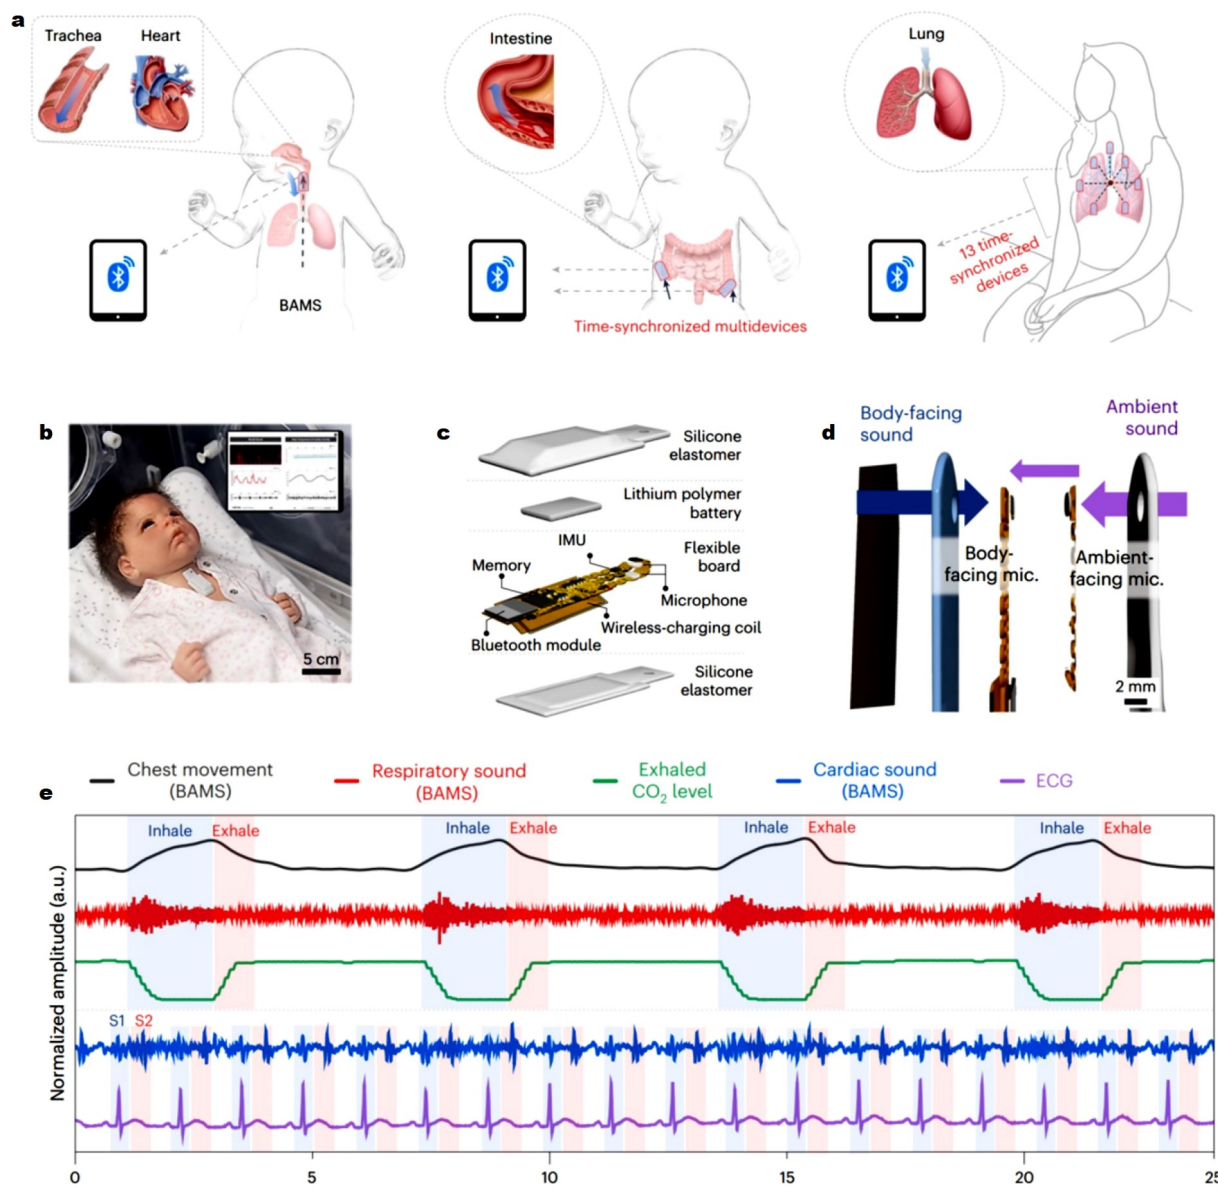 a
Trachea
Heart
BAMS
Intestine
Time-synchronized multidevices
Lung
13 time-
synchronized
devices
b
5 cm
c
Silicone
elastomer
Lithium polymer
battery
IMU
Flexible
board
Memory
Microphone
Wireless-charging coil
Bluetooth module
Silicone
elastomer
d
Body-facing
sound
Ambient
sound
Body-
facing mic.
Ambient-
facing mic.
2 mm
e
Chest movement
(BAMS)
Respiratory sound
(BAMS)
Exhaled
CO₂ level
Cardiac sound
(BAMS)
ECG
Normalized amplitude (a.u.)
Inhale Exhale
Inhale Exhale
Inhale Exhale
Inhale Exhale
S1 S2
0 5 10 15 20 25